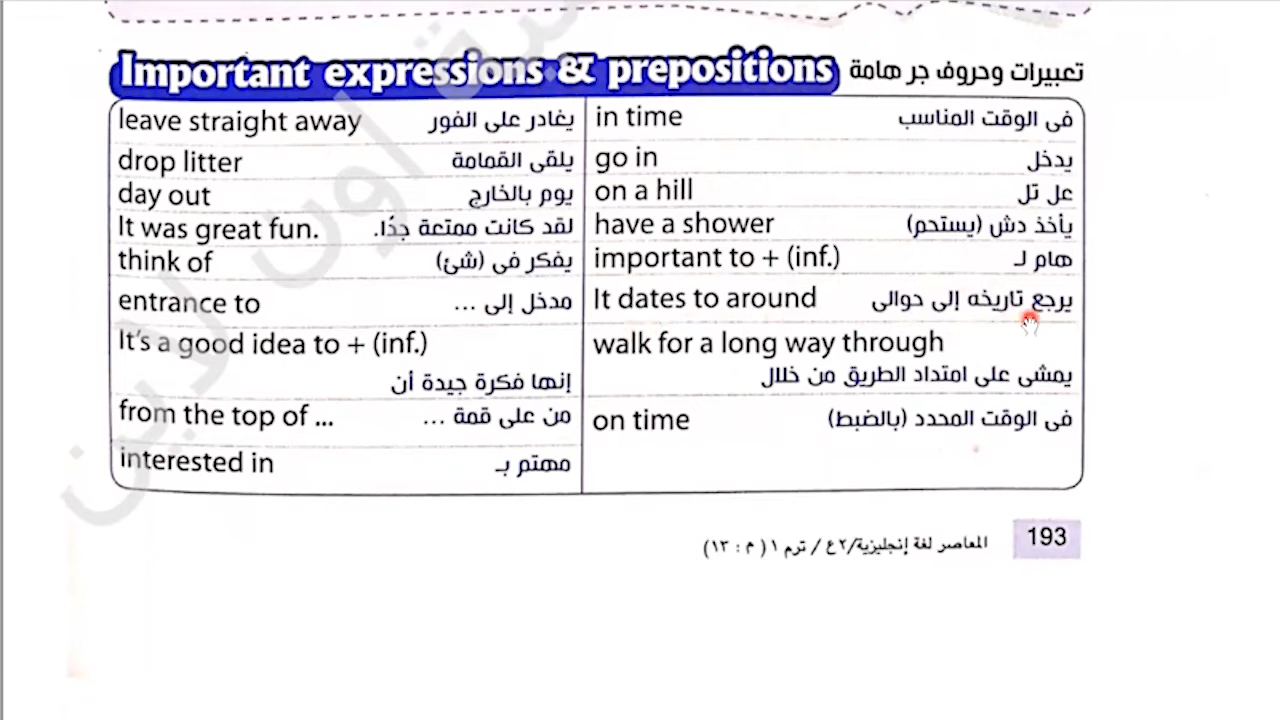 Important expressions & prepositions تعبيرات وحروف جر هامة
leave straight away يغادر على الفور
drop litter يلقى القمامة
day out يوم بالخارج
It was great fun. لقد كانت ممتعة جدًا.
think of يفكر فى (شئ)
entrance to مدخل إلى ...
It's a good idea to + (inf.)
إنها فكرة جيدة أن
from the top of ... من على قمة ...
interested in مهتم بـ
in time فى الوقت المناسب
go in يدخل
on a hill عل تل
have a shower يأخذ دش (يستحم)
important to + (inf.) هام لـ
It dates to around يرجع تاريخه إلى حوالى
walk for a long way through
يمشى على امتداد الطريق من خلال
on time فى الوقت المحدد (بالضبط)
المعاصر لغة إنجليزية/٢ع / ترم ١ (م : ١٣) 193
اون لاين